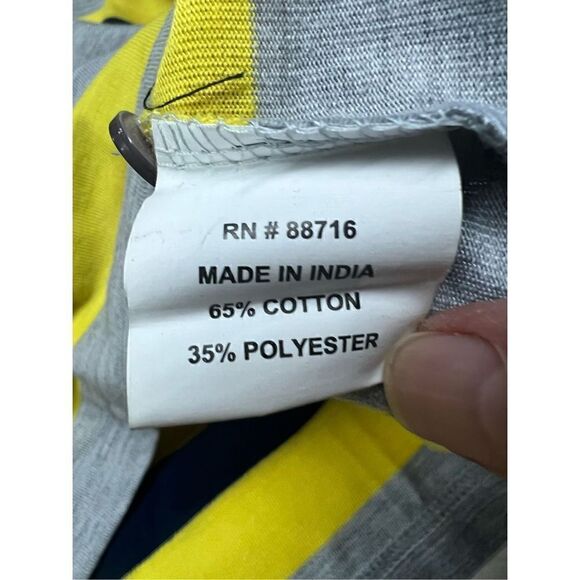 RN # 88716
MADE IN INDIA
65% COTTON
35% POLYESTER